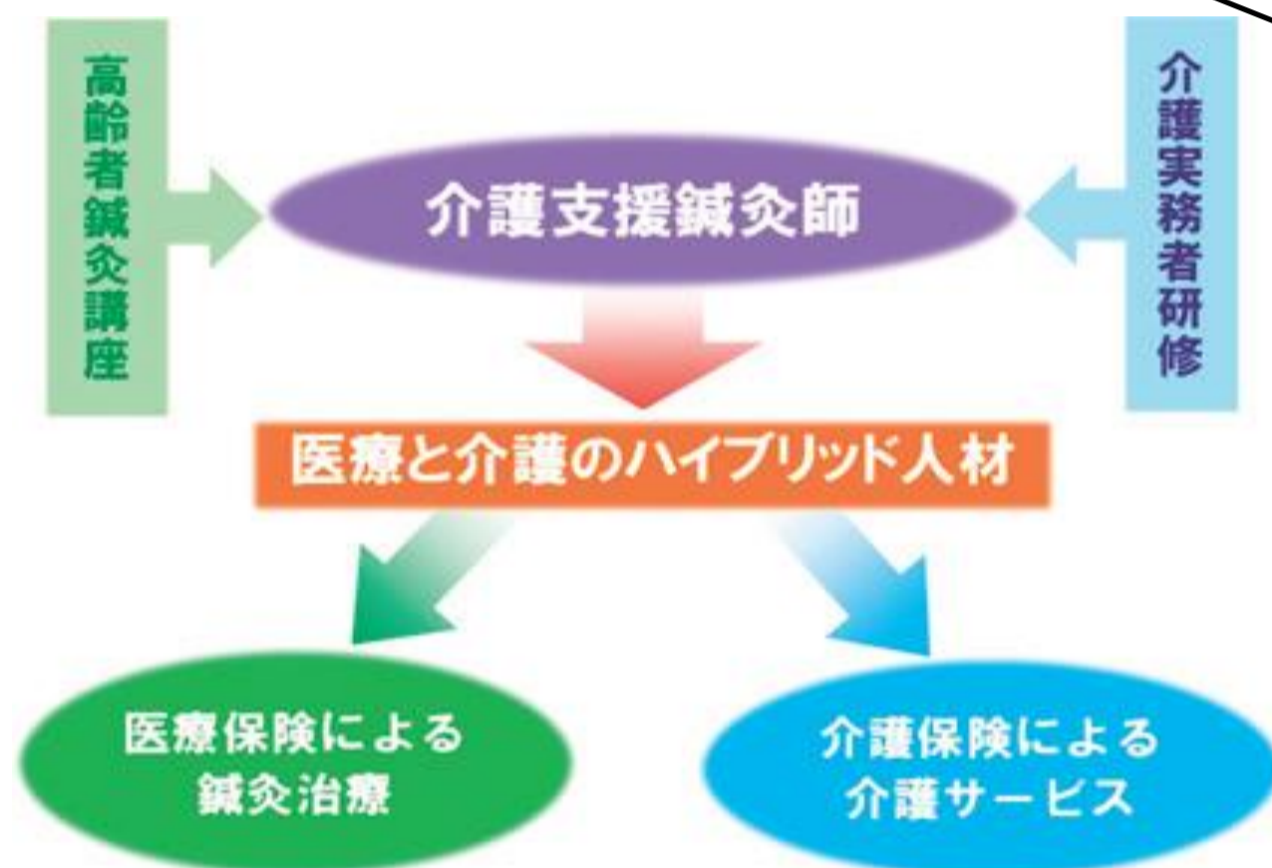 高齢者鍼灸講座
介護支援鍼灸師
介護実務者研修
医療と介護のハイブリッド人材
医療保険による
鍼灸治療
介護保険による
介護サービス